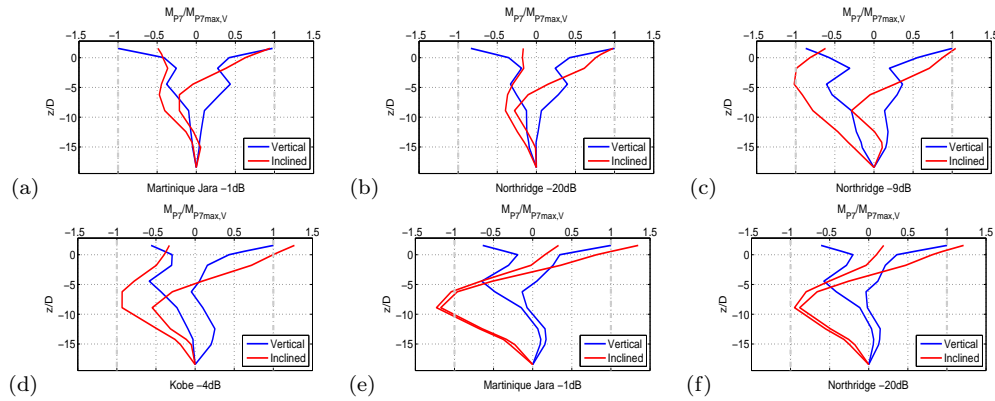 M_P7/M_P7max,V
−1.5 −1 −0.5 0 0.5 1 1.5
0
−5
−10
−15
z/D
Vertical
Inclined
(a)
Martinique Jara −1dB
M_P7/M_P7max,V
−1.5 −1 −0.5 0 0.5 1 1.5
0
−5
−10
−15
z/D
Vertical
Inclined
(b)
Northridge −20dB
M_P7/M_P7max,V
−1.5 −1 −0.5 0 0.5 1 1.5
0
−5
−10
−15
z/D
Vertical
Inclined
(c)
Northridge −9dB
M_P7/M_P7max,V
−1.5 −1 −0.5 0 0.5 1 1.5
0
−5
−10
−15
z/D
Vertical
Inclined
(d)
Kobe −4dB
M_P7/M_P7max,V
−1.5 −1 −0.5 0 0.5 1 1.5
0
−5
−10
−15
z/D
Vertical
Inclined
(e)
Martinique Jara −1dB
M_P7/M_P7max,V
−1.5 −1 −0.5 0 0.5 1 1.5
0
−5
−10
−15
z/D
Vertical
Inclined
(f)
Northridge −20dB